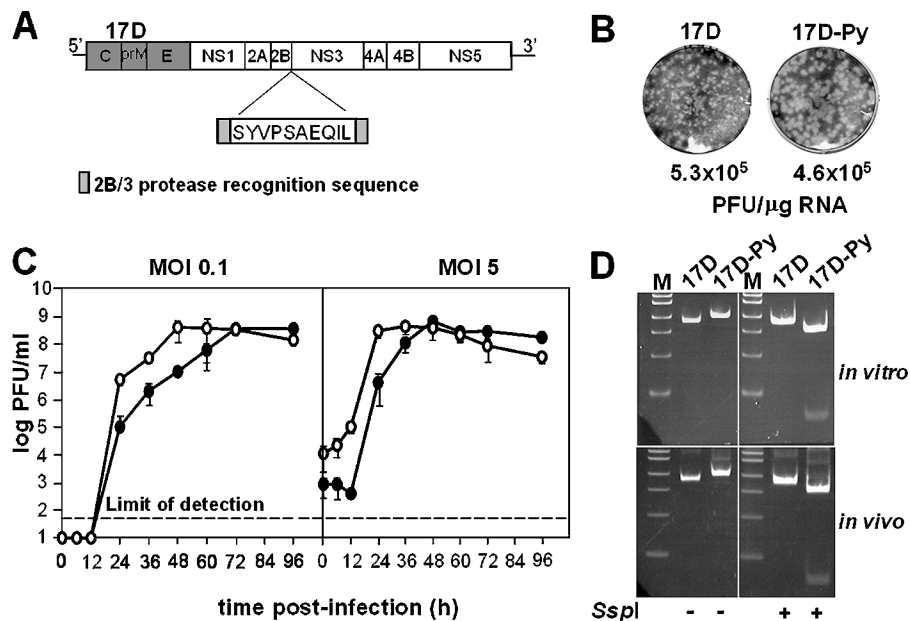 A
17D
5' C prM E NS1 2A 2B NS3 4A 4B NS5 3'
SYVPSAEQIL
2B/3 protease recognition sequence
B
17D 17D-Py
5.3x10⁵ 4.6x10⁵
PFU/µg RNA
C
MOI 0.1 MOI 5
log PFU/ml
10
9
8
7
6
5
4
3
2
1
Limit of detection
0 12 24 36 48 60 72 84 96 0 12 24 36 48 60 72 84 96
time post-infection (h)
D
M 17D 17D-Py M 17D 17D-Py
in vitro
in vivo
SspI - - + +